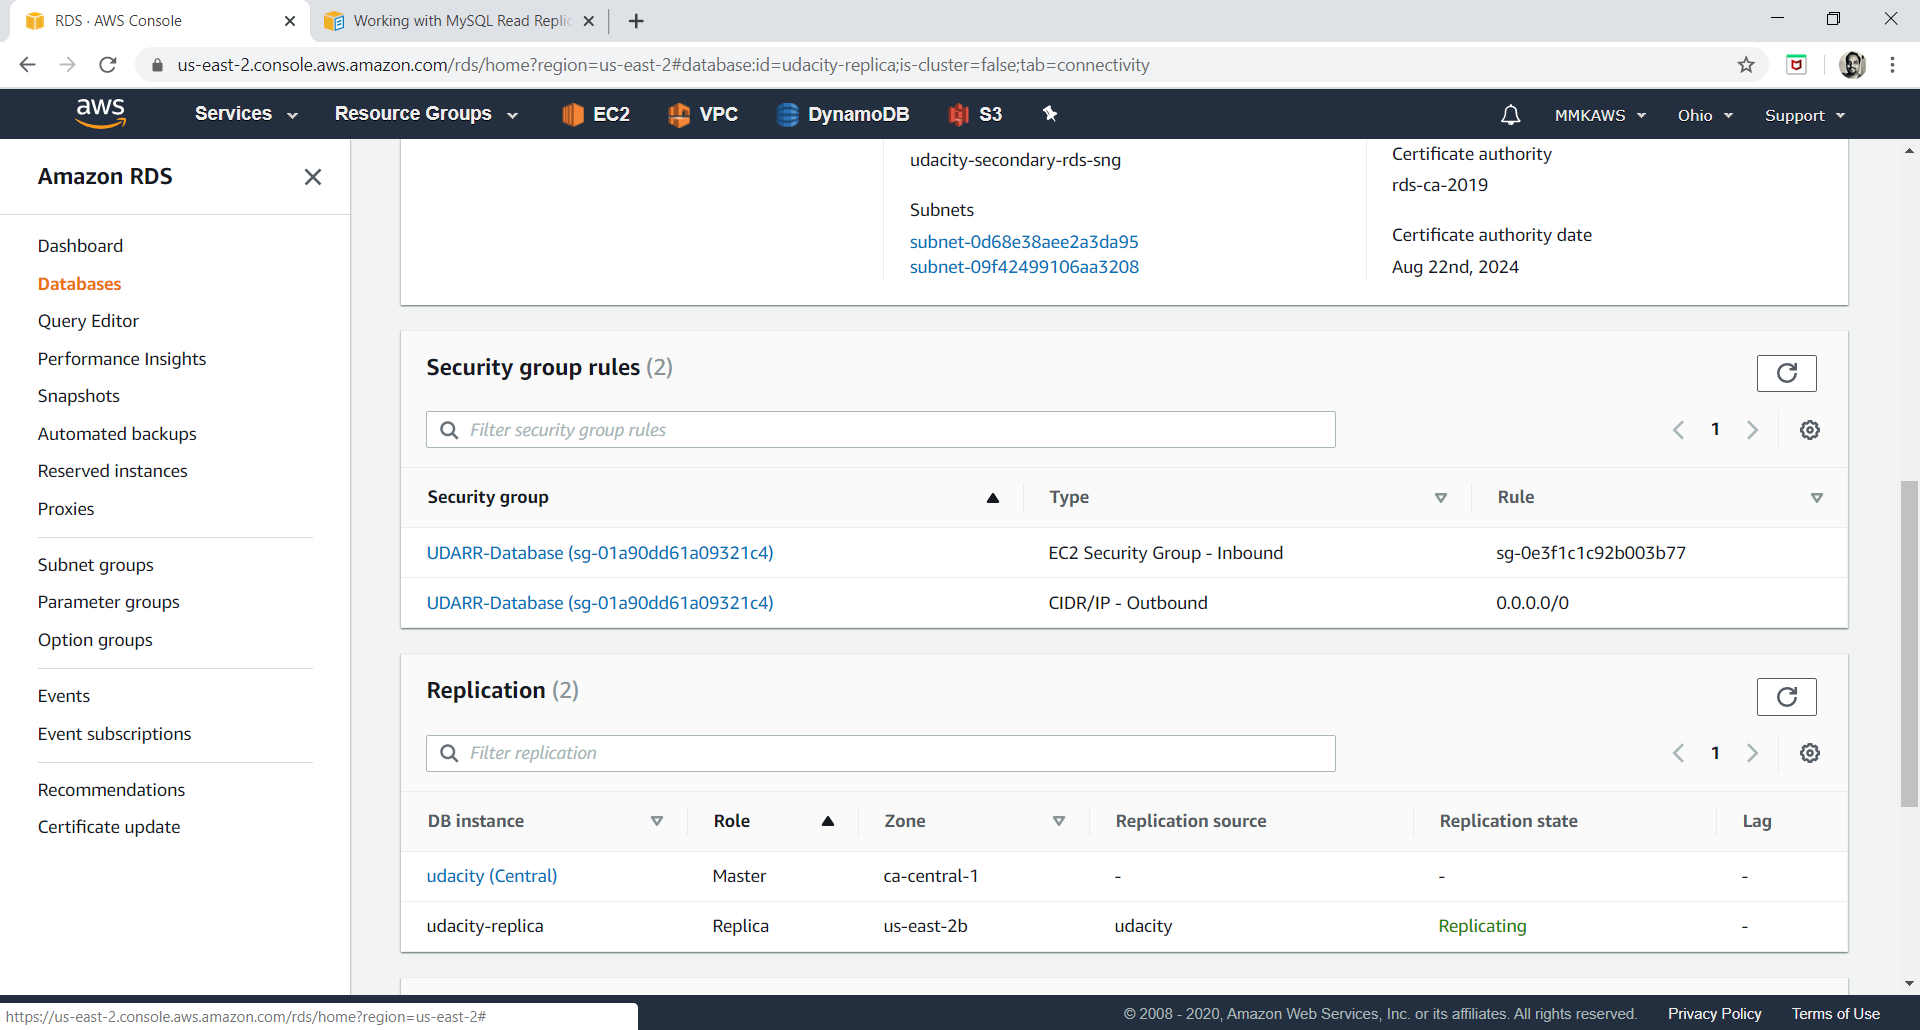 RDS · AWS Console
Working with MySQL Read Replic
us-east-2.console.aws.amazon.com/rds/home?region=us-east-2#database:id=udacity-replica;is-cluster=false;tab=connectivity
aws
Services
Resource Groups
EC2
VPC
DynamoDB
S3
MMKAWS
Ohio
Support
Amazon RDS
Dashboard
Databases
Query Editor
Performance Insights
Snapshots
Automated backups
Reserved instances
Proxies
Subnet groups
Parameter groups
Option groups
Events
Event subscriptions
Recommendations
Certificate update
udacity-secondary-rds-sng
Subnets
subnet-0d68e38aee2a3da95
subnet-09f42499106aa3208
Certificate authority
rds-ca-2019
Certificate authority date
Aug 22nd, 2024
Security group rules (2)
Filter security group rules
1
Security group Type Rule
UDARR-Database (sg-01a90dd61a09321c4) EC2 Security Group - Inbound sg-0e3f1c1c92b003b77
UDARR-Database (sg-01a90dd61a09321c4) CIDR/IP - Outbound 0.0.0.0/0
Replication (2)
Filter replication
1
DB instance Role Zone Replication source Replication state Lag
udacity (Central) Master ca-central-1 - - -
udacity-replica Replica us-east-2b udacity Replicating -
https://us-east-2.console.aws.amazon.com/rds/home?region=us-east-2#
© 2008 - 2020, Amazon Web Services, Inc. or its affiliates. All rights reserved.
Privacy Policy
Terms of Use